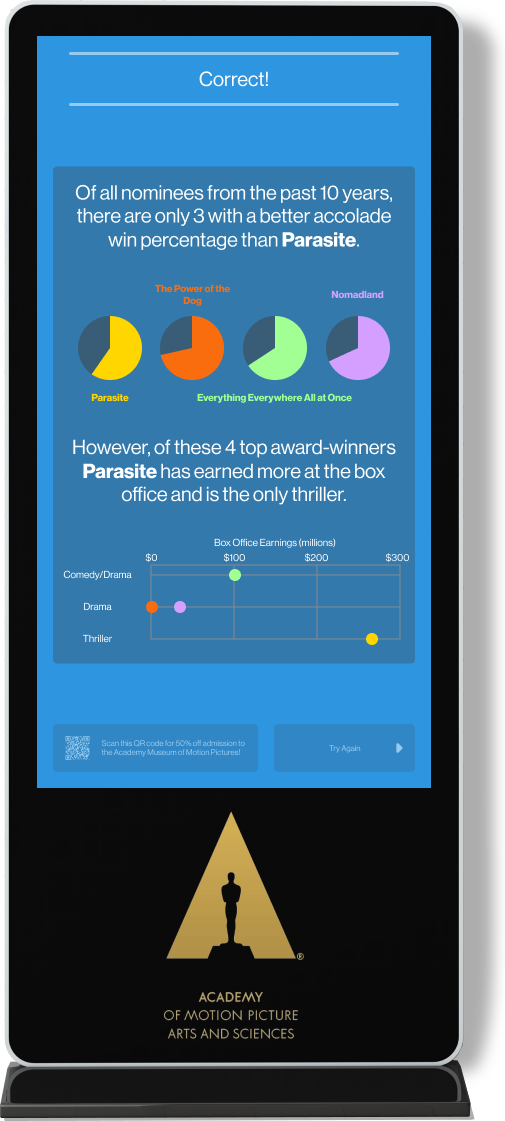 Correct!
Of all nominees from the past 10 years,
there are only 3 with a better accolade
win percentage than Parasite.
The Power of the
Dog
Nomadland
Parasite
Everything Everywhere All at Once
However, of these 4 top award-winners
Parasite has earned more at the box
office and is the only thriller.
Box Office Earnings (millions)
$0 $100 $200 $300
Comedy/Drama
Drama
Thriller
Scan this QR code for 50% off admission to
the Academy Museum of Motion Pictures!
Try Again
®
ACADEMY
OF MOTION PICTURE
ARTS AND SCIENCES